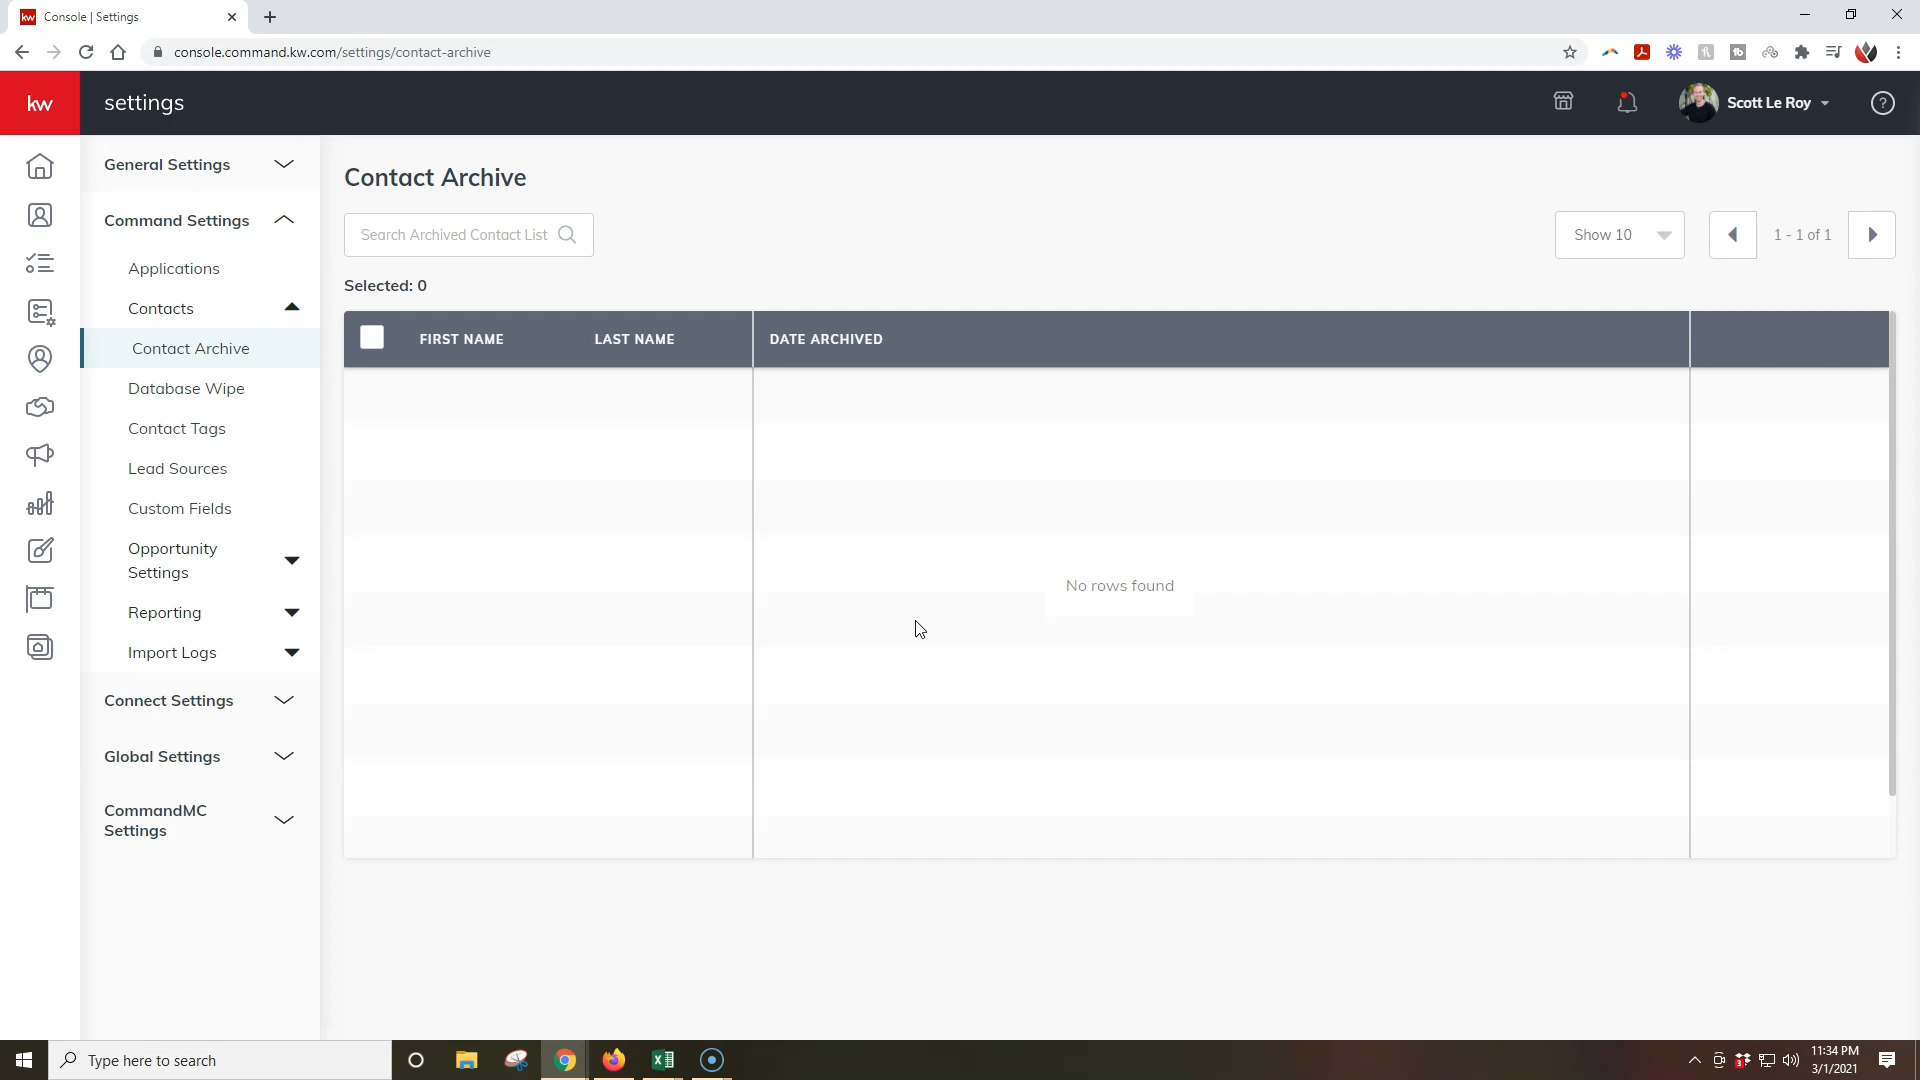 kw
Console | Settings
console.command.kw.com/settings/contact-archive
kw
settings
Scott Le Roy
?
General Settings
Command Settings
Applications
Contacts
Contact Archive
Database Wipe
Contact Tags
Lead Sources
Custom Fields
Opportunity
Settings
Reporting
Import Logs
Connect Settings
Global Settings
CommandMC
Settings
Contact Archive
Search Archived Contact List
Show 10
1 - 1 of 1
Selected: 0
FIRST NAME
LAST NAME
DATE ARCHIVED
No rows found
Type here to search
11:34 PM
3/1/2021